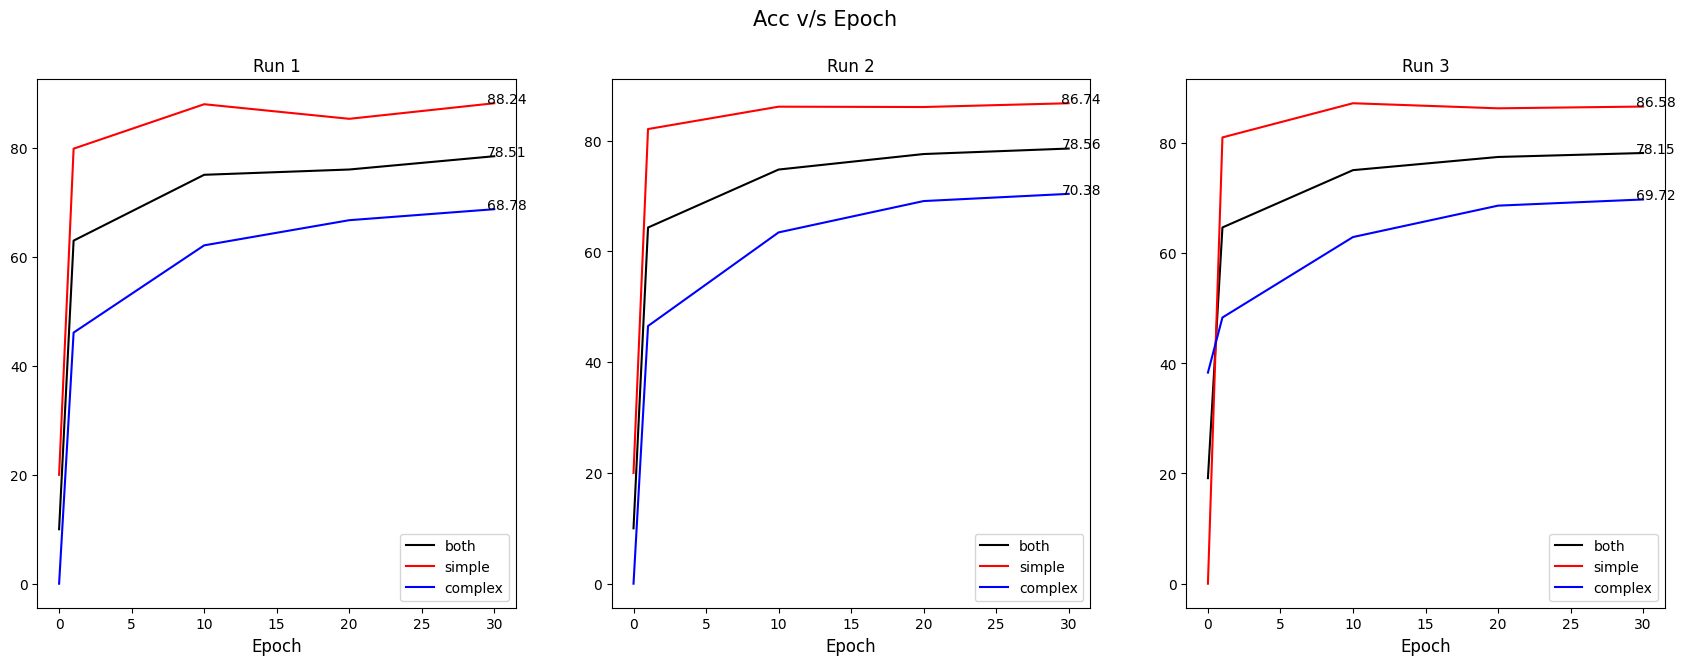 Acc v/s Epoch
Run 1
88.24
80
78.51
68.78
60
40
20
0
both
simple
complex
0 5 10 15 20 25 30
Epoch
Run 2
86.74
80
78.56
70.38
60
40
20
0
both
simple
complex
0 5 10 15 20 25 30
Epoch
Run 3
86.58
80
78.15
69.72
60
40
20
0
both
simple
complex
0 5 10 15 20 25 30
Epoch